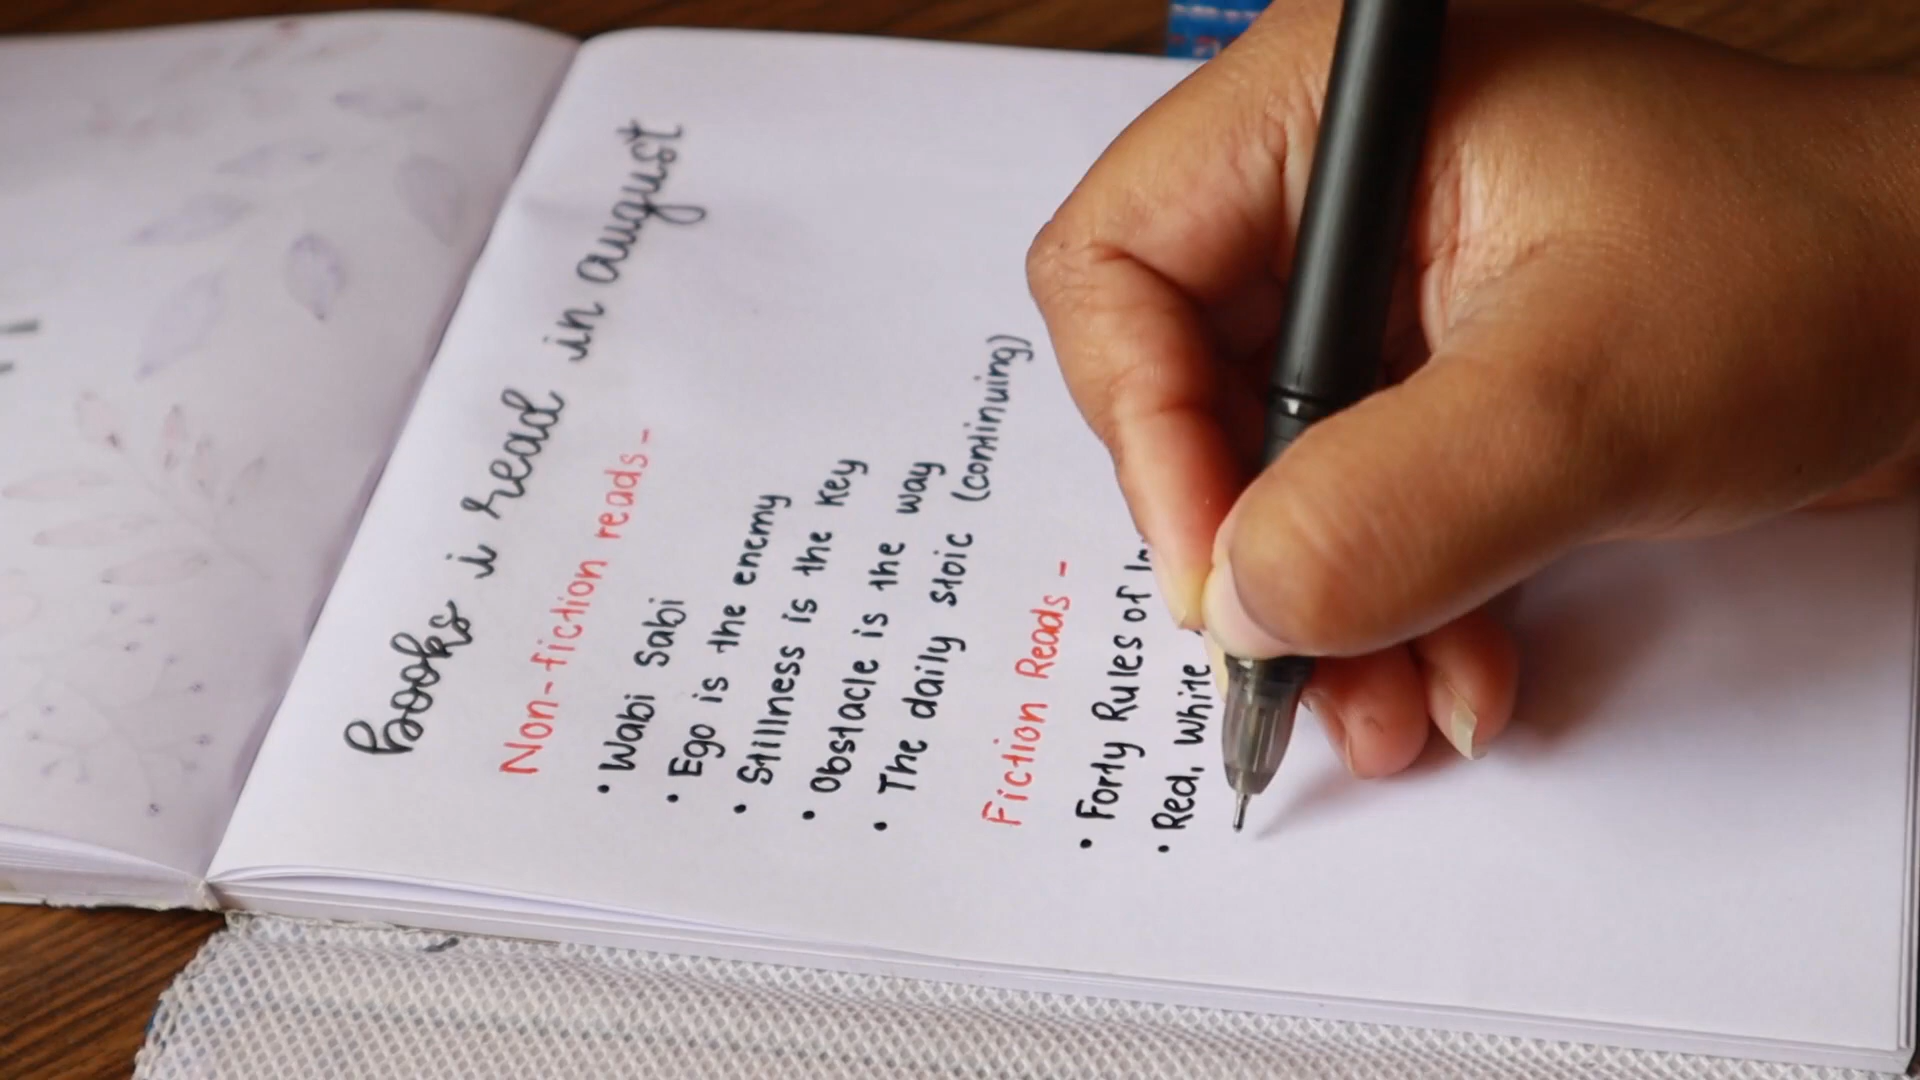 books i read in august
Non-fiction reads-
• Wabi Sabi
• Ego is the enemy
• Stillness is the key
• Obstacle is the way
• The daily stoic (continuing)
Fiction Reads -
• Forty Rules of
• Red, White